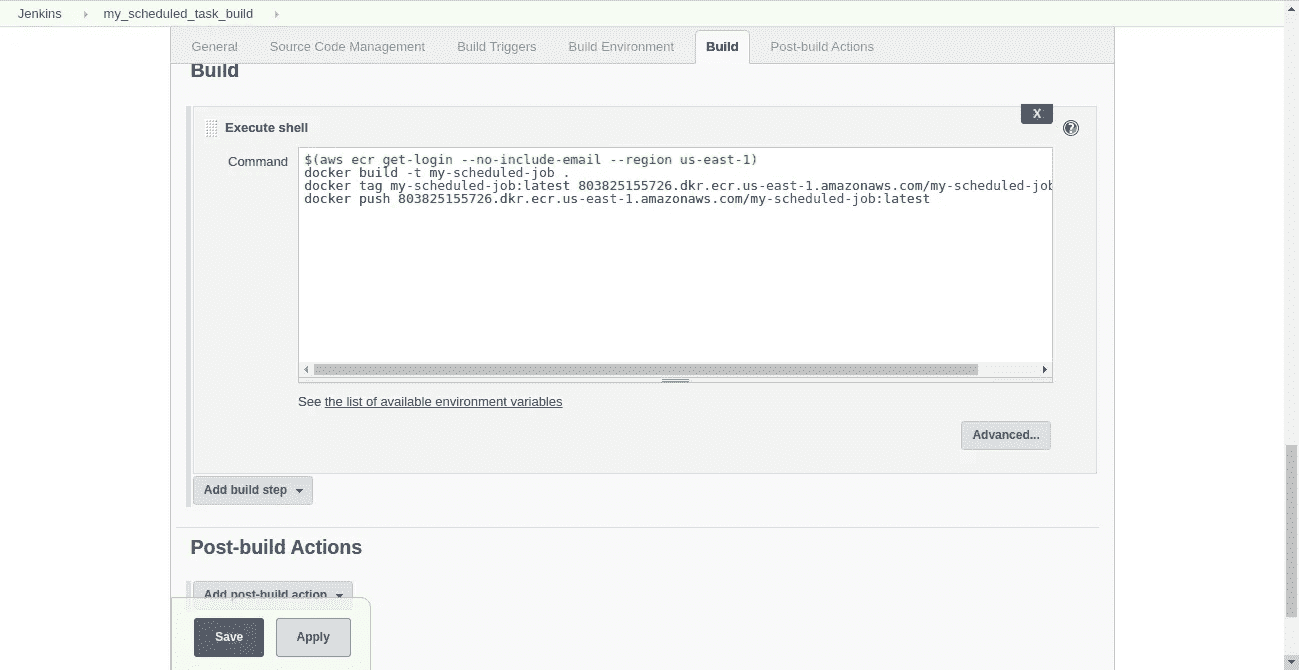 Jenkins my_scheduled_task_build
General Source Code Management Build Triggers Build Environment Build Post-build Actions
Build
X
Execute shell
Command
$(aws ecr get-login --no-include-email --region us-east-1)
docker build -t my-scheduled-job .
docker tag my-scheduled-job:latest 803825155726.dkr.ecr.us-east-1.amazonaws.com/my-scheduled-job
docker push 803825155726.dkr.ecr.us-east-1.amazonaws.com/my-scheduled-job:latest
See the list of available environment variables
Advanced...
Add build step
Post-build Actions
Add post-build action
Save Apply